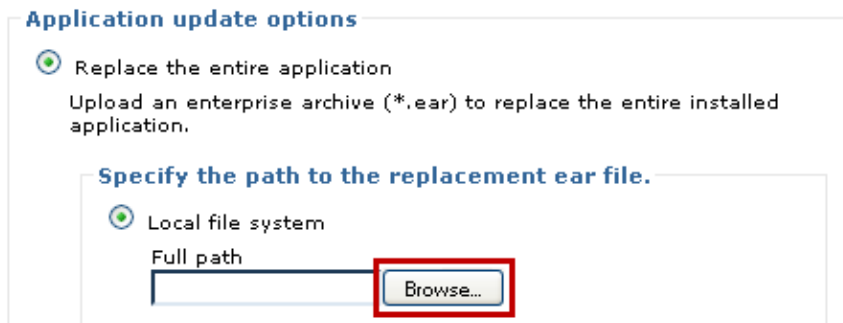 Application update options
Replace the entire application
Upload an enterprise archive (*.ear) to replace the entire installed
application.
Specify the path to the replacement ear file.
Local file system
Full path
Browse...